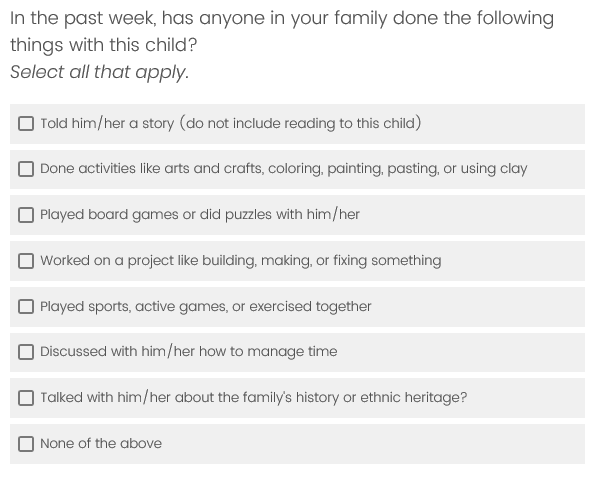 In the past week, has anyone in your family done the following
things with this child?
Select all that apply.
Told him/her a story (do not include reading to this child)
Done activities like arts and crafts, coloring, painting, pasting, or using clay
Played board games or did puzzles with him/her
Worked on a project like building, making, or fixing something
Played sports, active games, or exercised together
Discussed with him/her how to manage time
Talked with him/her about the family's history or ethnic heritage?
None of the above